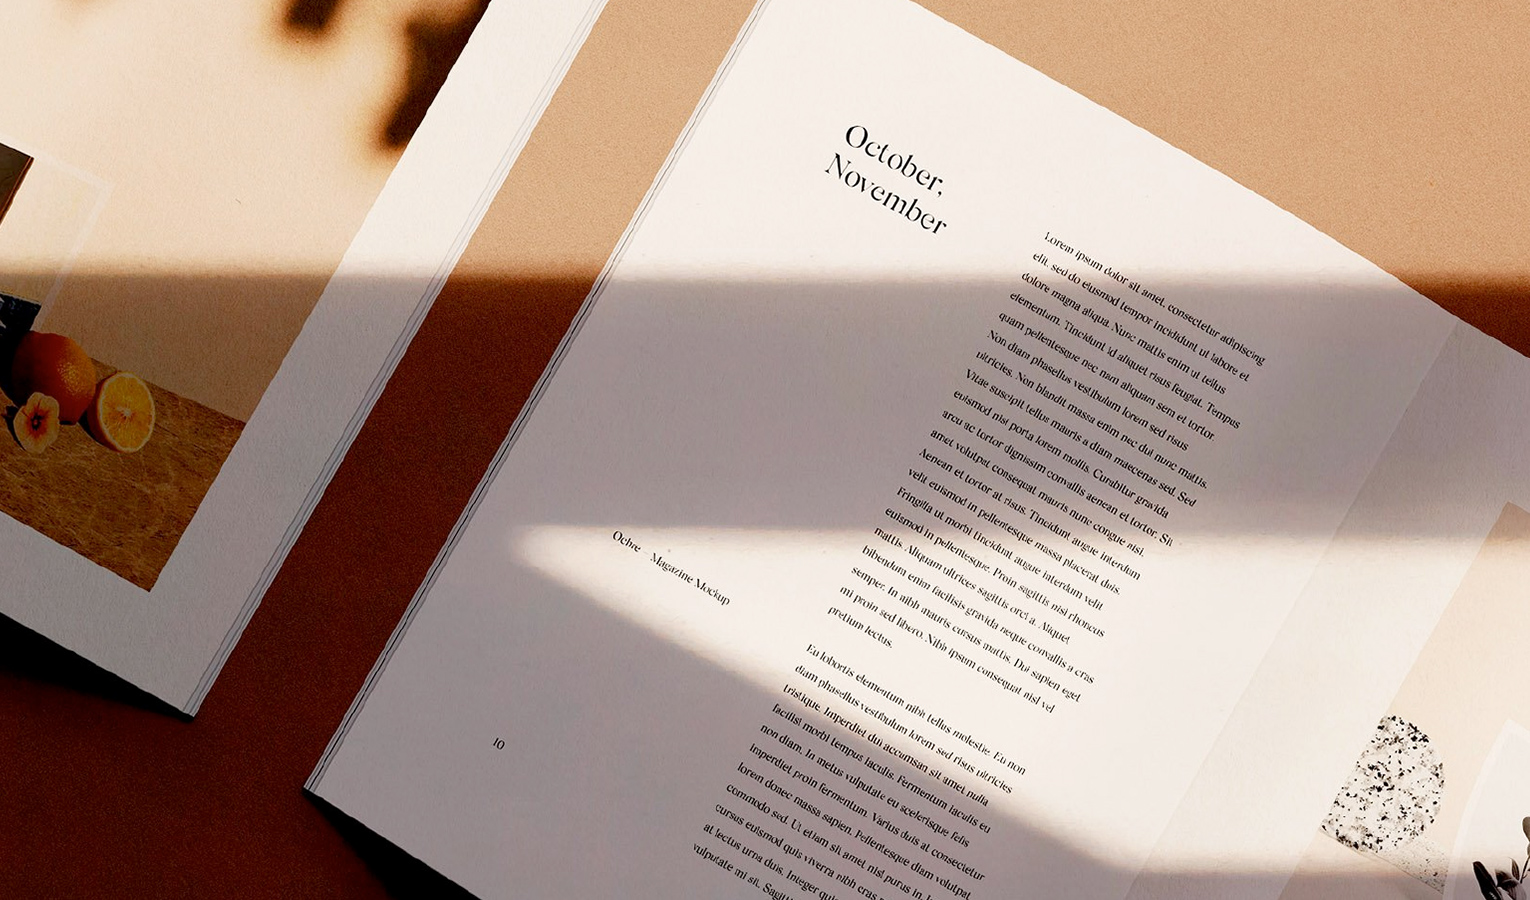 October,
November
Lorem ipsum dolor sit amet, consectetur adipiscing
elit, sed do eiusmod tempor incididunt ut labore et
dolore magna aliqua. Nunc mattis enim ut tellus
elementum. Tincidunt id aliquet risus feugiat. Tempus
quam pellentesque nec nam aliquam sem et tortor.
Non diam phasellus vestibulum lorem sed risus
ultricies. Non blandit massa enim nec dui nunc mattis.
Vitae suscipit tellus mauris a diam maecenas sed. Sed
euismod nisi porta lorem mollis. Curabitur gravida
arcu ac tortor dignissim convallis aenean et tortor. Sit
amet volutpat consequat mauris nunc congue nisi.
Aenean et tortor at risus. Tincidunt augue interdum
velit euismod in pellentesque massa placerat duis.
Fringilla ut morbi tincidunt augue interdum velit
euismod in pellentesque. Proin sagittis nisl rhoncus
mattis. Aliquam ultrices sagittis orci a. Aliquet
bibendum enim facilisis gravida neque convallis a cras
semper. In nibh mauris cursus mattis. Dui sapien eget
mi proin sed libero. Nibh ipsum consequat nisl vel
pretium lectus.
Eu lobortis elementum nibh tellus molestie. Eu non
diam phasellus vestibulum lorem sed risus ultricies
tristique. Imperdiet dui accumsan sit amet nulla
facilisi morbi tempus iaculis. Fermentum iaculis eu
non diam. In metus vulputate eu scelerisque felis
imperdiet proin fermentum. Varius duis at consectetur
lorem donec massa sapien. Pellentesque diam volutpat
commodo sed. Ut etiam sit amet nisl purus in.
cursus euismod quis viverra nibh cras
at lectus urna duis. Integer
vulputate mi sit.
Ochre – Magazine Mockup
10